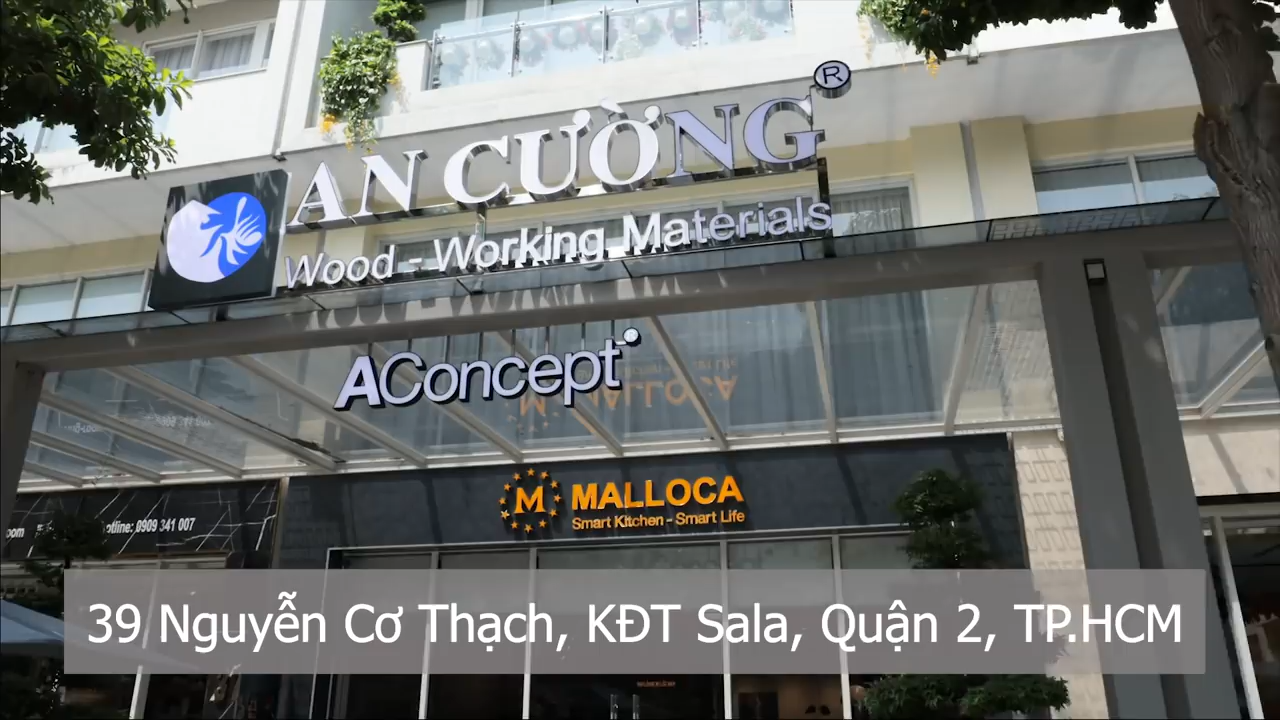 AN CƯỜNG®
Wood - Working Materials
AConcept
M MALLOCA
Smart Kitchen - Smart Life
Hotline: 0909 341 007
39 Nguyễn Cơ Thạch, KĐT Sala, Quận 2, TP.HCM